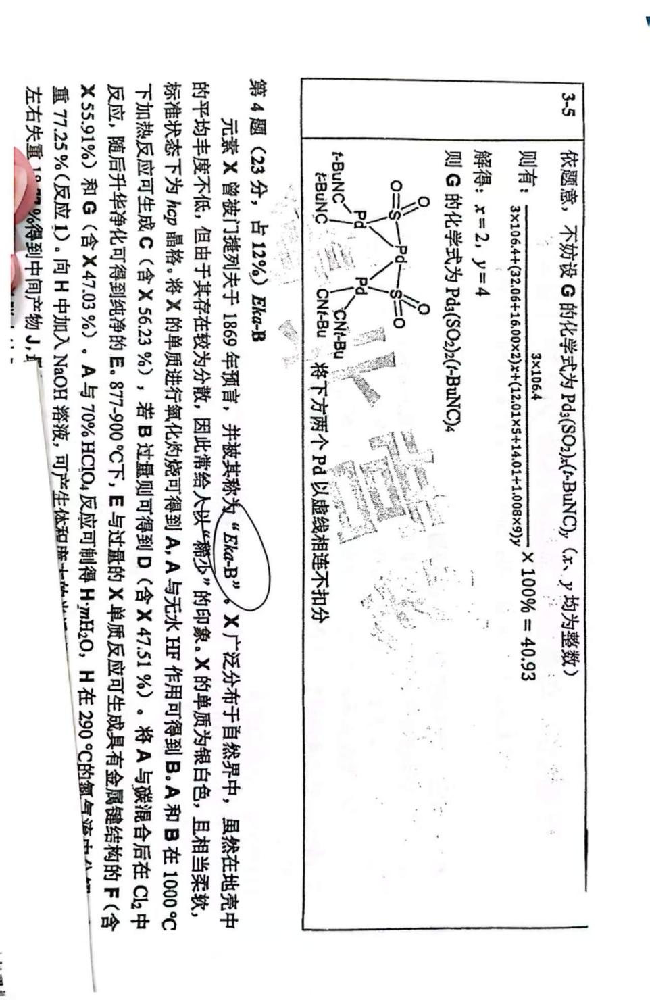 3-5
依题意，不妨设 G 的化学式为 Pd₃(SO₂)ₓ(t-BuNC)ᵧ（x、y 均为整数）
则有： 3×106.4 / 3×106.4+(32.06+16.00×2)x+(12.01×5+14.01+1.008×9)y × 100% = 40.93
解得：x = 2，y = 4
则 G 的化学式为 Pd₃(SO₂)₂(t-BuNC)₄
O O
O=S Pd S=O
Pd Pd
t-BuNC CNt-Bu
t-BuNC CNt-Bu 将下方两个 Pd 以虚线相连不扣分
第 4 题（23 分，占 12%）Eka-B
元素 X 曾被门捷列夫于 1869 年预言，并被其称为“Eka-B”。X 广泛分布于自然界中，虽然在地壳中
的平均丰度不低，但由于其存在较为分散，因此常给人以“稀少”的印象。X 的单质为银白色，且相当柔软，
标准状态下为 hcp 晶格。将 X 的单质进行氧化灼烧可得到 A，A 与无水 HF 作用可得到 B。A 和 B 在 1000 ℃
下加热反应可生成 C（含 X 56.23 %），若 B 过量则可得到 D（含 X 47.51 %）。将 A 与碳混合后在 Cl₂ 中
反应，随后升华净化可得到纯净的 E。877-900 ℃下，E 与过量的 X 单质反应可生成具有金属键结构的 F（含
X 55.91%）和 G（含 X 47.03 %）。A 与 70% HClO₄ 反应可制得 H·mH₂O，H 在 290 ℃的氩气流中分解
重 77.25 %（反应 1）。向 H 中加入 NaOH 溶液，可产生体积庞大的
左右失重 %得到中间产物 J，